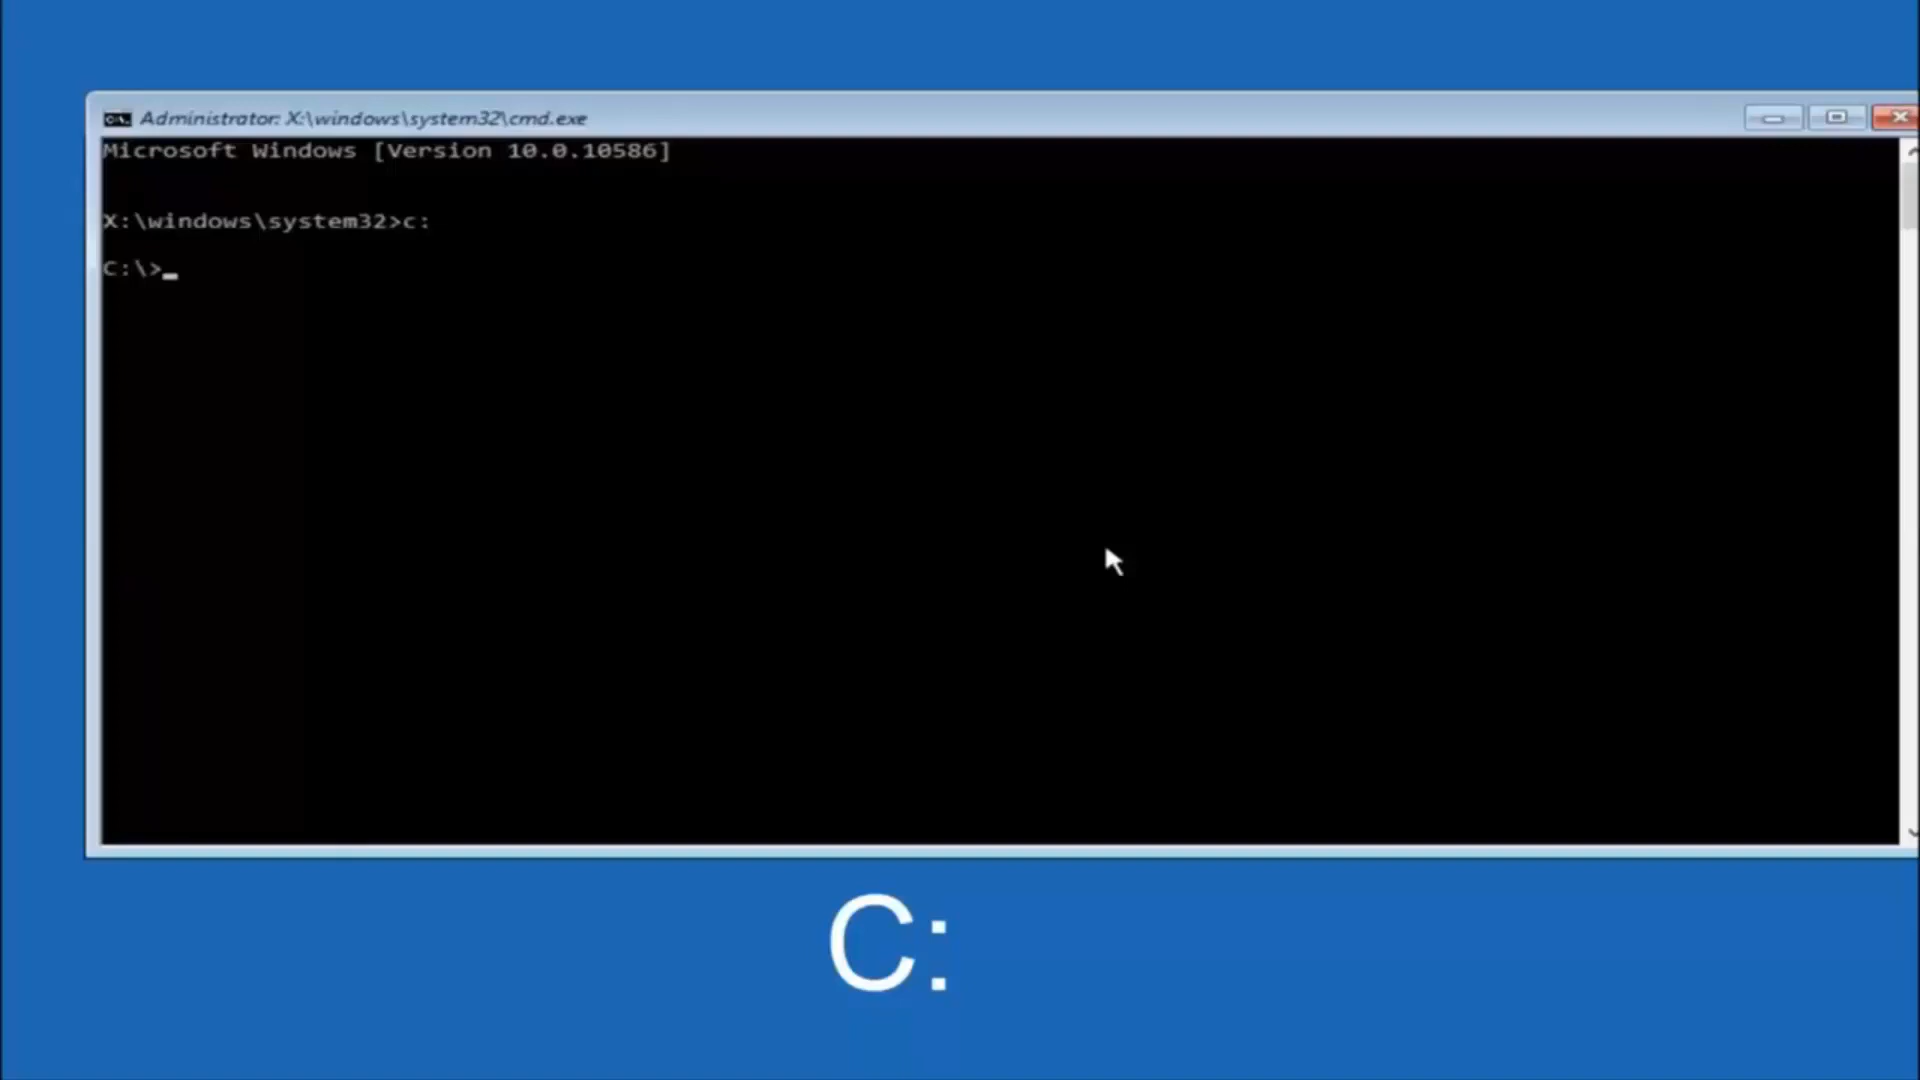 Administrator: X:\windows\system32\cmd.exe
Microsoft Windows [Version 10.0.10586]
X:\windows\system32>c:
C:\>_
C: